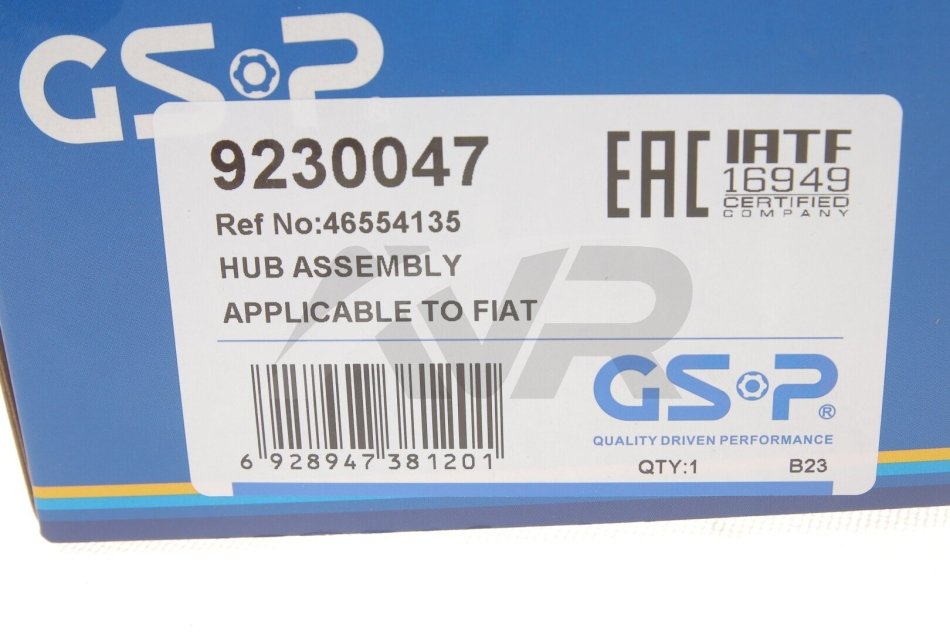 GSP
9230047
Ref No:46554135
HUB ASSEMBLY
APPLICABLE TO FIAT
EAC
IATF
16949
CERTIFIED
COMPANY
6 928947 381201
GSP®
QUALITY DRIVEN PERFORMANCE
QTY:1 B23